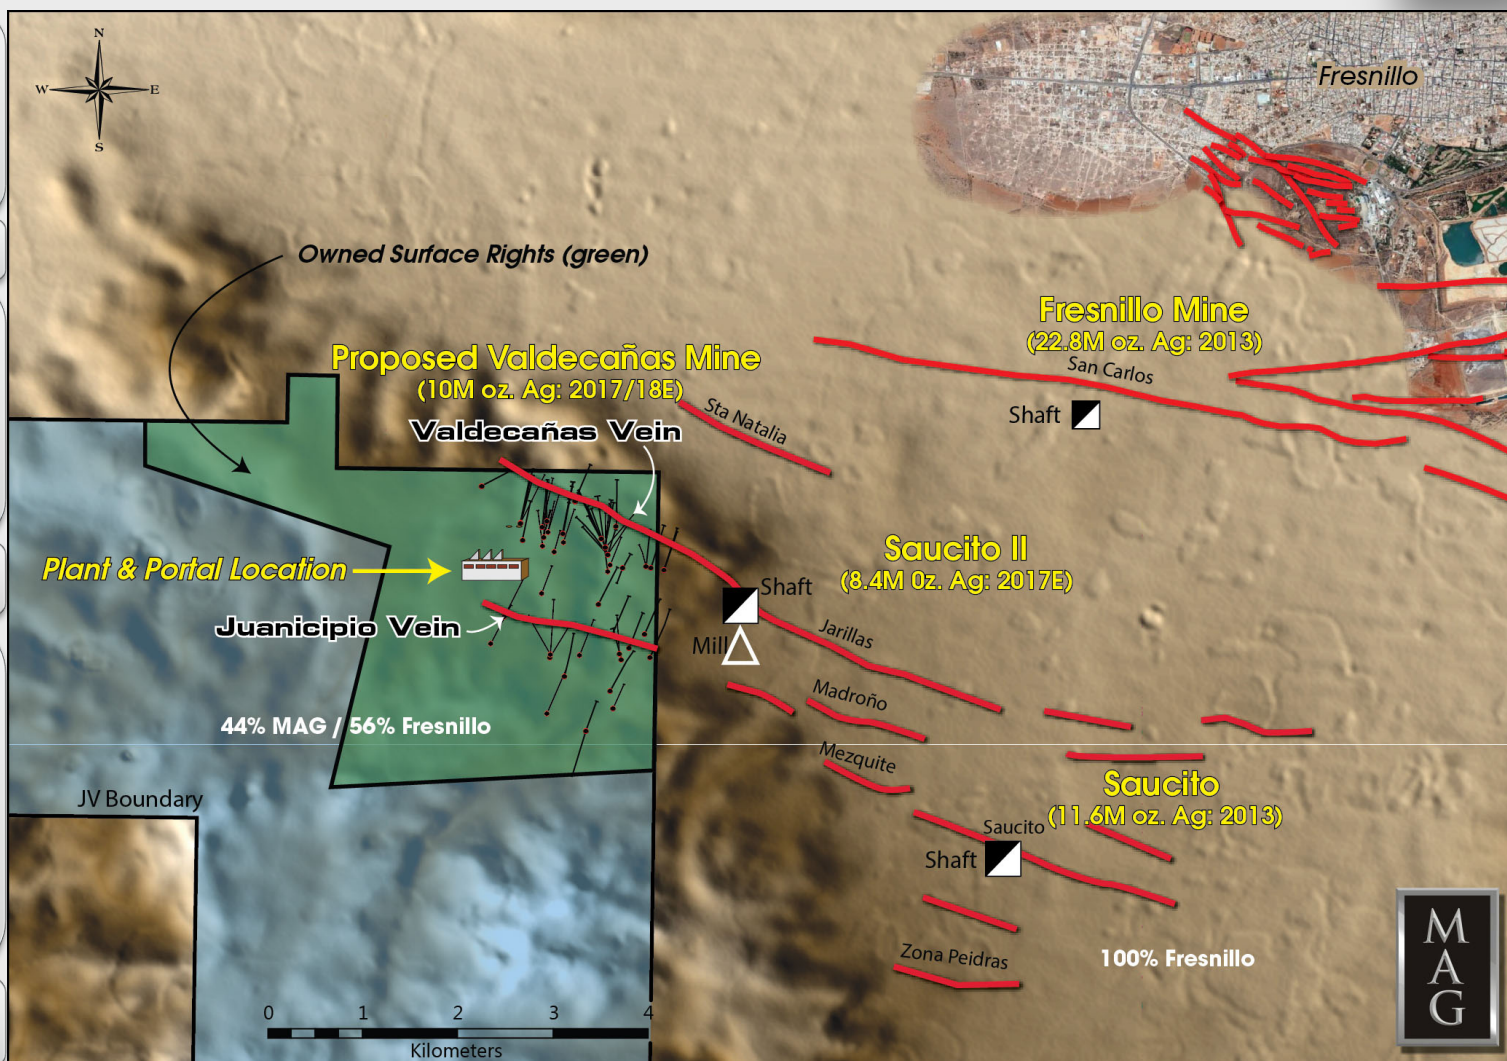 N
W E
S
Fresnillo
Owned Surface Rights (green)
Fresnillo Mine
(22.8M oz. Ag: 2013)
San Carlos
Shaft
Proposed Valdecañas Mine
(10M oz. Ag: 2017/18E)
Sta Natalia
Valdecañas Vein
Saucito II
(8.4M 0z. Ag: 2017E)
Plant & Portal Location
Shaft
Juanicipio Vein
Jarillas
Mill
Madroño
44% MAG / 56% Fresnillo
Mezquite
Saucito
(11.6M oz. Ag: 2013)
JV Boundary
Saucito
Shaft
Zona Peidras
100% Fresnillo
0 1 2 3 4
Kilometers
M
A
G